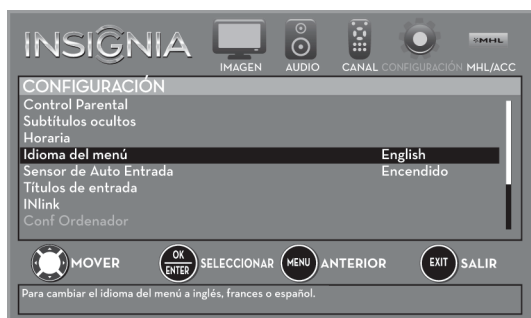 INSIGNIA
IMAGEN AUDIO CANAL CONFIGURACIÓN MHL/ACC
MHL
CONFIGURACIÓN
Control Parental
Subtítulos ocultos
Horaria
Idioma del menú English
Sensor de Auto Entrada Encendido
Títulos de entrada
INlink
Conf Ordenador
MOVER OK ENTER SELECCIONAR MENU ANTERIOR EXIT SALIR
Para cambiar el idioma del menú a inglés, frances o español.